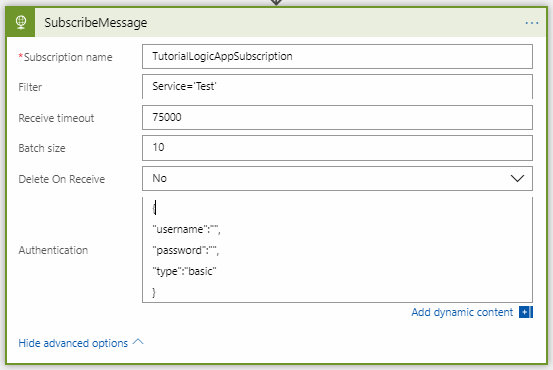 SubscribeMessage
...
*Subscription name TutorialLogicAppSubscription
Filter Service='Test'
Receive timeout 75000
Batch size 10
Delete On Receive No
Authentication
{
"username":"",
"password":"",
"type":"basic"
}
Add dynamic content
Hide advanced options